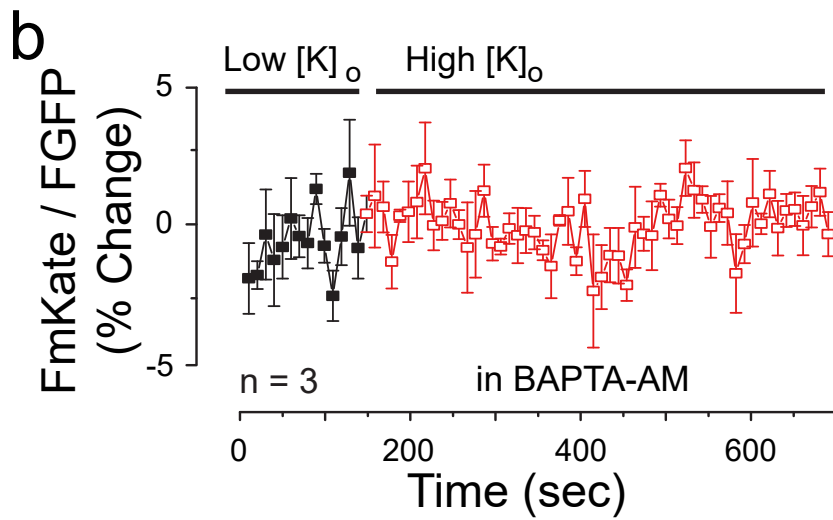 b
Low [K] o
High [K]o
FmKate / FGFP
(% Change)
5
0
-5
n = 3
in BAPTA-AM
0
200
400
600
Time (sec)